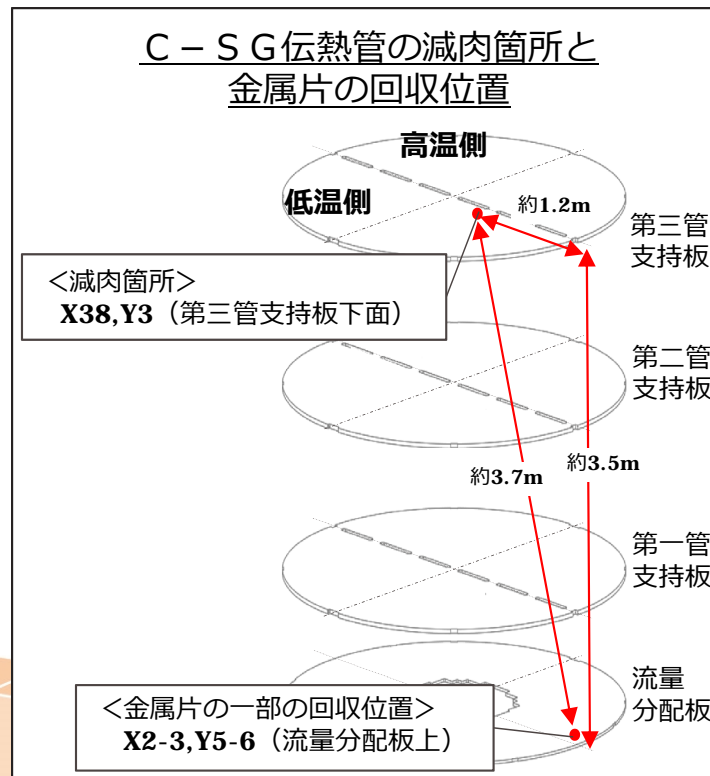 Ｃ－ＳＧ伝熱管の減肉箇所と
金属片の回収位置
高温側
低温側
約1.2m
第三管
支持板
＜減肉箇所＞
X38,Y3（第三管支持板下面）
第二管
支持板
約3.7m
約3.5m
第一管
支持板
流量
分配板
＜金属片の一部の回収位置＞
X2-3,Y5-6（流量分配板上）